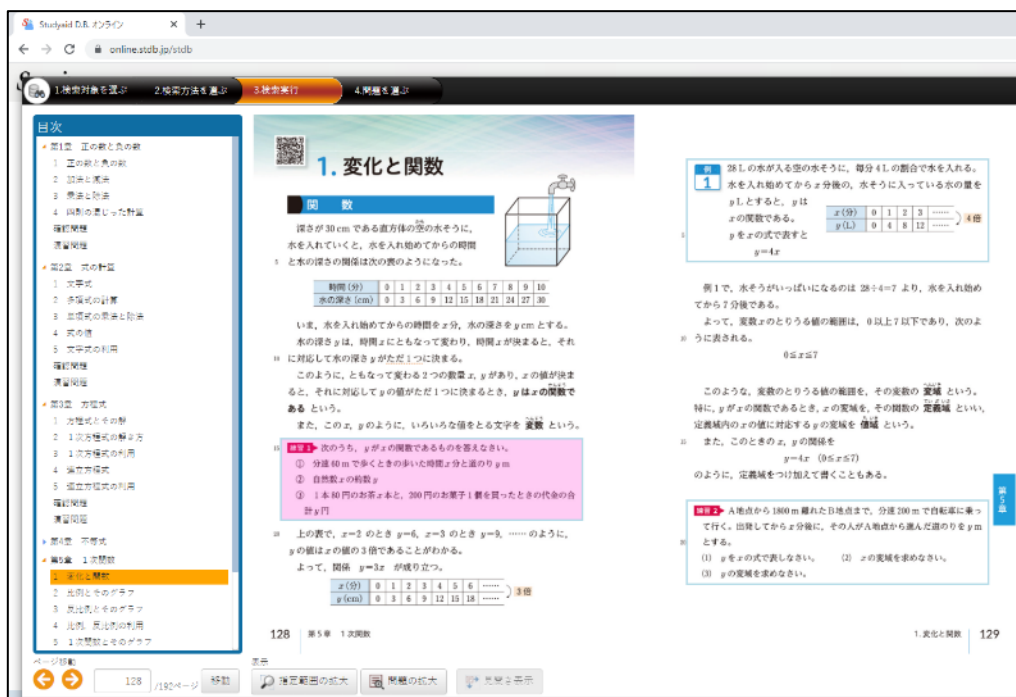 Studyaid D.B. オンライン
online.stdb.jp/stdb
1.検索対象を選ぶ
2.検索方法を選ぶ
3.検索実行
4.問題を選ぶ
目次
第1章 正の数と負の数
1 正の数と負の数
2 加法と減法
3 乗法と除法
4 四則の混じった計算
確認問題
演習問題
第2章 式の計算
1 文字式
2 多項式の計算
3 単項式の乗法と除法
4 式の値
5 文字式の利用
確認問題
演習問題
第3章 方程式
1 方程式とその解
2 1次方程式の解き方
3 1次方程式の利用
4 連立方程式
5 連立方程式の利用
確認問題
演習問題
第4章 不等式
第5章 1次関数
1 変化と関数
2 比例とそのグラフ
3 反比例とそのグラフ
4 比例、反比例の利用
5 1次関数とそのグラフ
ページ移動
128 /192ページ 移動
表示
指定範囲の拡大
問題の拡大
見開き表示
1. 変化と関数
関 数
深さが 30 cm である直方体の空の水そうに,
から
水を入れていくと,水を入れ始めてからの時間
5 と水の深さの関係は次の表のようになった。
時間(分) 0 1 2 3 4 5 6 7 8 9 10
水の深さ(cm) 0 3 6 9 12 15 18 21 24 27 30
いま,水を入れ始めてからの時間を x 分,水の深さを y cm とする。
水の深さ y は,時間 x にともなって変わり,時間 x が決まると,それ
10 に対応して水の深さ y がただ1つに決まる。
このように,ともなって変わる2つの数量 x, y があり,x の値が決ま
ると,それに対応して y の値がただ1つに決まるとき,y は x の関数で
かんすう
ある という。
また,この x, y のように,いろいろな値をとる文字を 変数 という。
へんすう
15 練習1 次のうち,y が x の関数であるものを答えなさい。
① 分速 60 m で歩くときの歩いた時間 x 分と道のり y m
② 自然数 x の約数 y
③ 1本 80 円のお茶 x 本と,200 円のお菓子1個を買ったときの代金の合
計 y 円
20 上の表で,x=2 のとき y=6,x=3 のとき y=9,…… のように,
y の値は x の値の3倍であることがわかる。
よって,関係 y=3x が成り立つ。
x(分) 0 1 2 3 4 5 6 ……
y(cm) 0 3 6 9 12 15 18 ……
3倍
128 第5章 1次関数
例
1
28 L の水が入る空の水そうに,毎分 4 L の割合で水を入れる。
水を入れ始めてから x 分後の,水そうに入っている水の量を
y L とすると,y は
x の関数である。
5 y を x の式で表すと
y=4x
x(分) 0 1 2 3 ……
y(L) 0 4 8 12 ……
4倍
例1で,水そうがいっぱいになるのは 28÷4=7 より,水を入れ始め
てから7分後である。
よって,変数 x のとりうる値の範囲は,0以上7以下であり,次のよ
10 うに表される。
0≦x≦7
このような,変数のとりうる値の範囲を,その変数の 変域 という。
へんいき
特に,y が x の関数であるとき,x の変域を,その関数の 定義域 といい,
ていぎいき
定義域内の x の値に対応する y の変域を 値域 という。
ちいき
15 また,このときの x, y の関係を
y=4x (0≦x≦7)
のように,定義域をつけ加えて書くこともある。
練習2 A地点から 1800 m 離れたB地点まで,分速 200 m で自転車に乗っ
て行く。出発してから x 分後に,その人がA地点から進んだ道のりを y m
20 とする。
(1) y を x の式で表しなさい。 (2) x の変域を求めなさい。
(3) y の変域を求めなさい。
第5章
1. 変化と関数 129